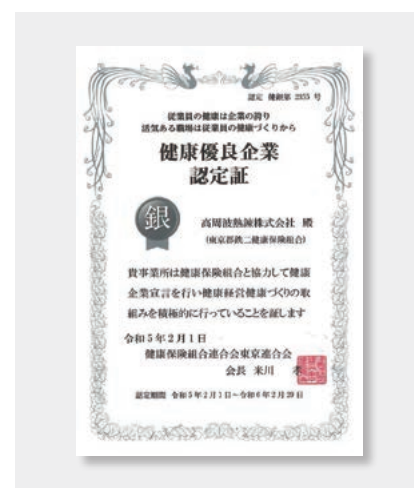 認定 健銀第 2355 号
従業員の健康は企業の誇り
活気ある職場は従業員の健康づくりから
健康優良企業
認定証
銀
高周波熱錬株式会社 殿
(東京都鉄二健康保険組合)
貴事業所は健康保険組合と協力して健康
企業宣言を行い健康経営健康づくりの取
組みを積極的に行っていることを証します
令和5年2月1日
健康保険組合連合会東京連合会
会長 米川 孝
認定期間 令和5年2月1日~令和6年2月29日